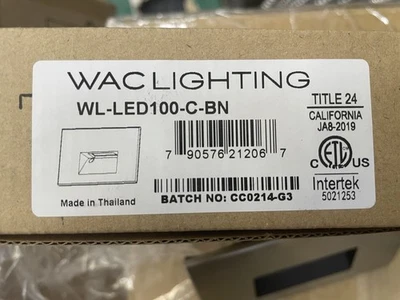 WAC LIGHTING
WL-LED100-C-BN
TITLE 24
CALIFORNIA
JA8-2019
7 90576 21206 7
ETL
C US
Intertek
5021253
Made in Thailand
BATCH NO: CC0214-G3